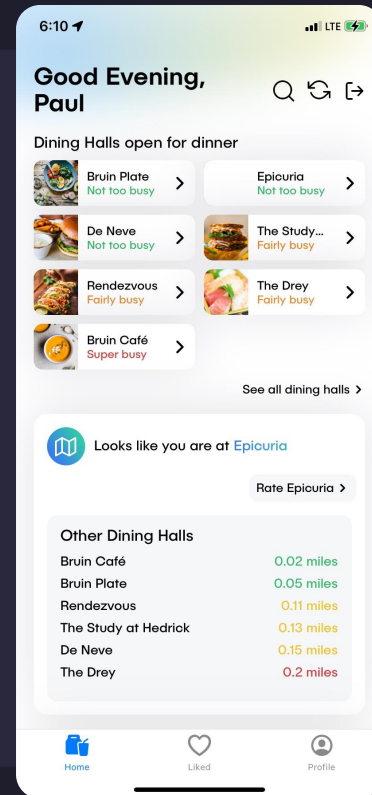 6:10
LTE
Good Evening,
Paul
Dining Halls open for dinner
Bruin Plate
Not too busy
Epicuria
Not too busy
De Neve
Not too busy
The Study...
Fairly busy
Rendezvous
Fairly busy
The Drey
Fairly busy
Bruin Café
Super busy
See all dining halls
Looks like you are at Epicuria
Rate Epicuria
Other Dining Halls
Bruin Café 0.02 miles
Bruin Plate 0.05 miles
Rendezvous 0.11 miles
The Study at Hedrick 0.13 miles
De Neve 0.15 miles
The Drey 0.2 miles
Home
Liked
Profile